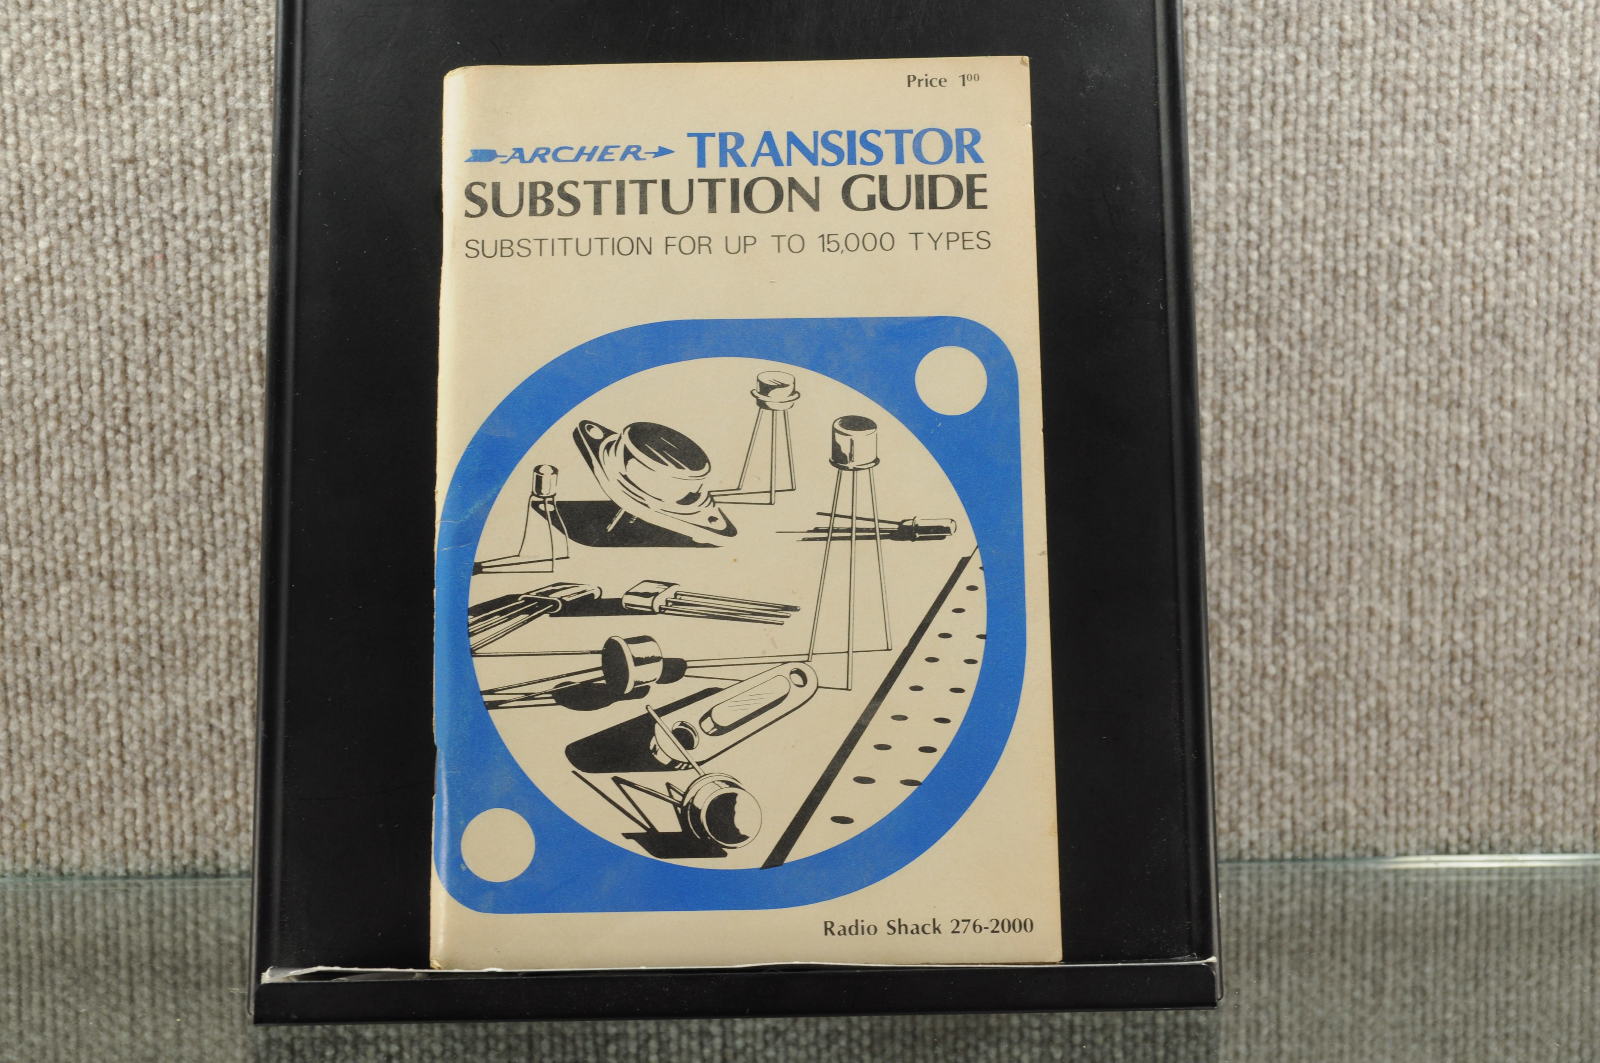 Price 1⁰⁰
ARCHER TRANSISTOR
SUBSTITUTION GUIDE
SUBSTITUTION FOR UP TO 15,000 TYPES
Radio Shack 276-2000